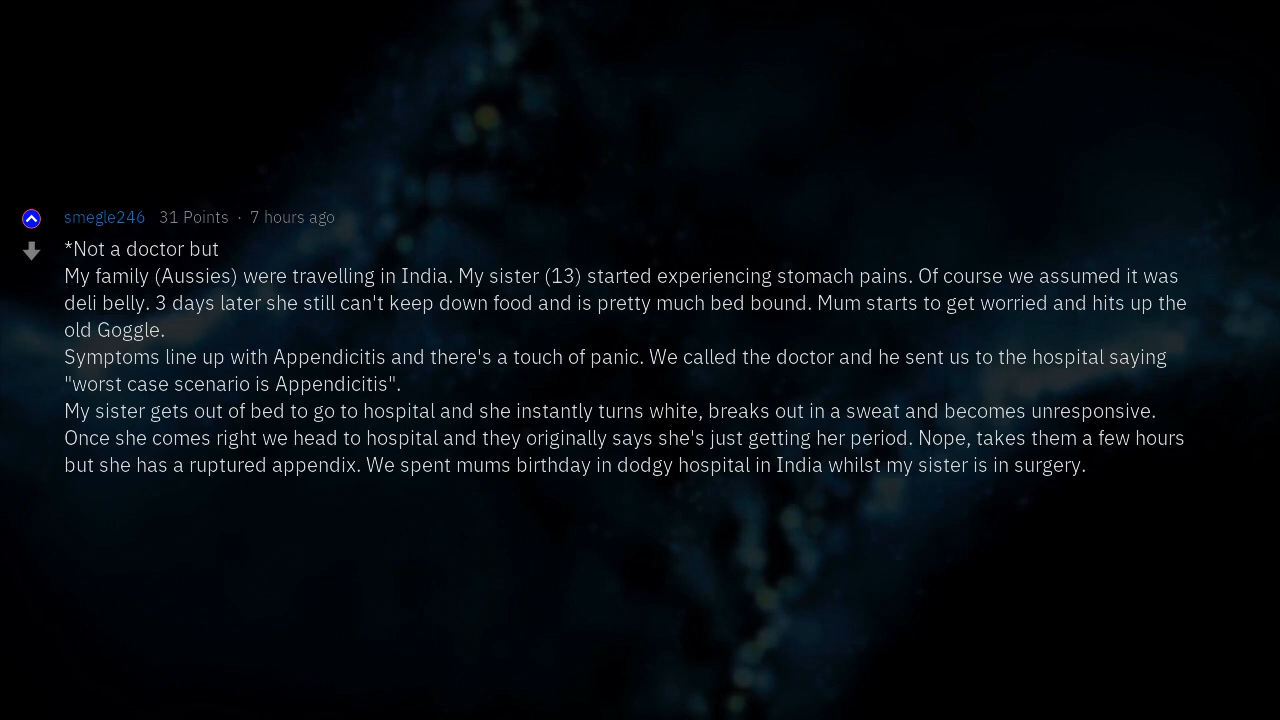 smegle246 31 Points · 7 hours ago
*Not a doctor but
My family (Aussies) were travelling in India. My sister (13) started experiencing stomach pains. Of course we assumed it was
deli belly. 3 days later she still can't keep down food and is pretty much bed bound. Mum starts to get worried and hits up the
old Goggle.
Symptoms line up with Appendicitis and there's a touch of panic. We called the doctor and he sent us to the hospital saying
"worst case scenario is Appendicitis".
My sister gets out of bed to go to hospital and she instantly turns white, breaks out in a sweat and becomes unresponsive.
Once she comes right we head to hospital and they originally says she's just getting her period. Nope, takes them a few hours
but she has a ruptured appendix. We spent mums birthday in dodgy hospital in India whilst my sister is in surgery.